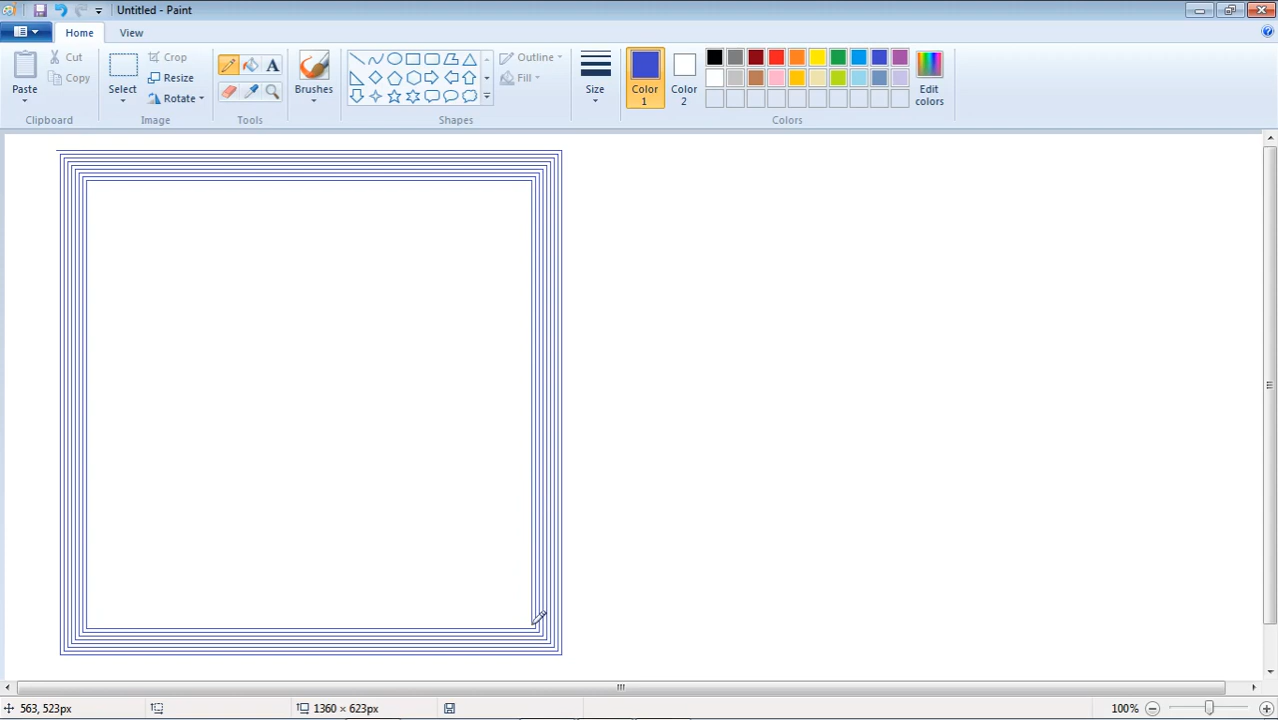 Untitled - Paint
Home View
Paste Cut Copy Clipboard
Select Crop Resize Rotate Image
Tools
Brushes
Outline Fill Shapes
Size
Color 1 Color 2 Edit colors Colors
563, 523px 1360 × 623px 100%